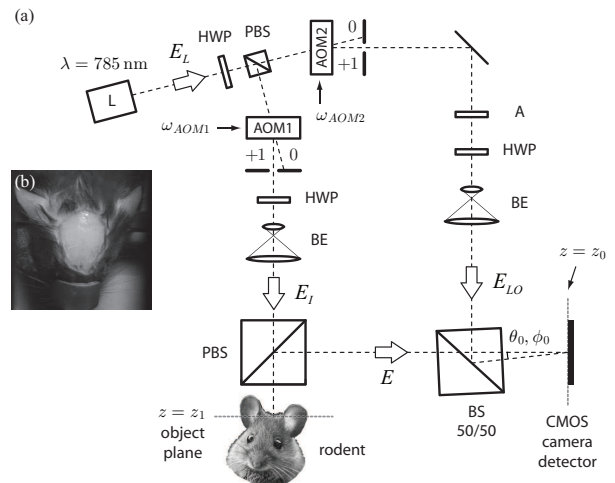 (a)
HWP
PBS
AOM2
0
+1
λ = 785 nm
E_L
L
ω_AOM1
AOM1
ω_AOM2
A
+1
0
HWP
(b)
HWP
BE
BE
z = z_0
E_I
E_LO
PBS
θ_0, ϕ_0
E
z = z_1
object
plane
rodent
BS
50/50
CMOS
camera
detector